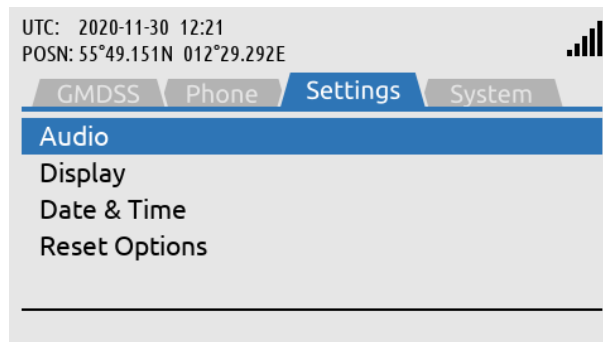 UTC: 2020-11-30 12:21
POSN: 55°49.151N 012°29.292E
GMDSS Phone Settings System
Audio
Display
Date & Time
Reset Options